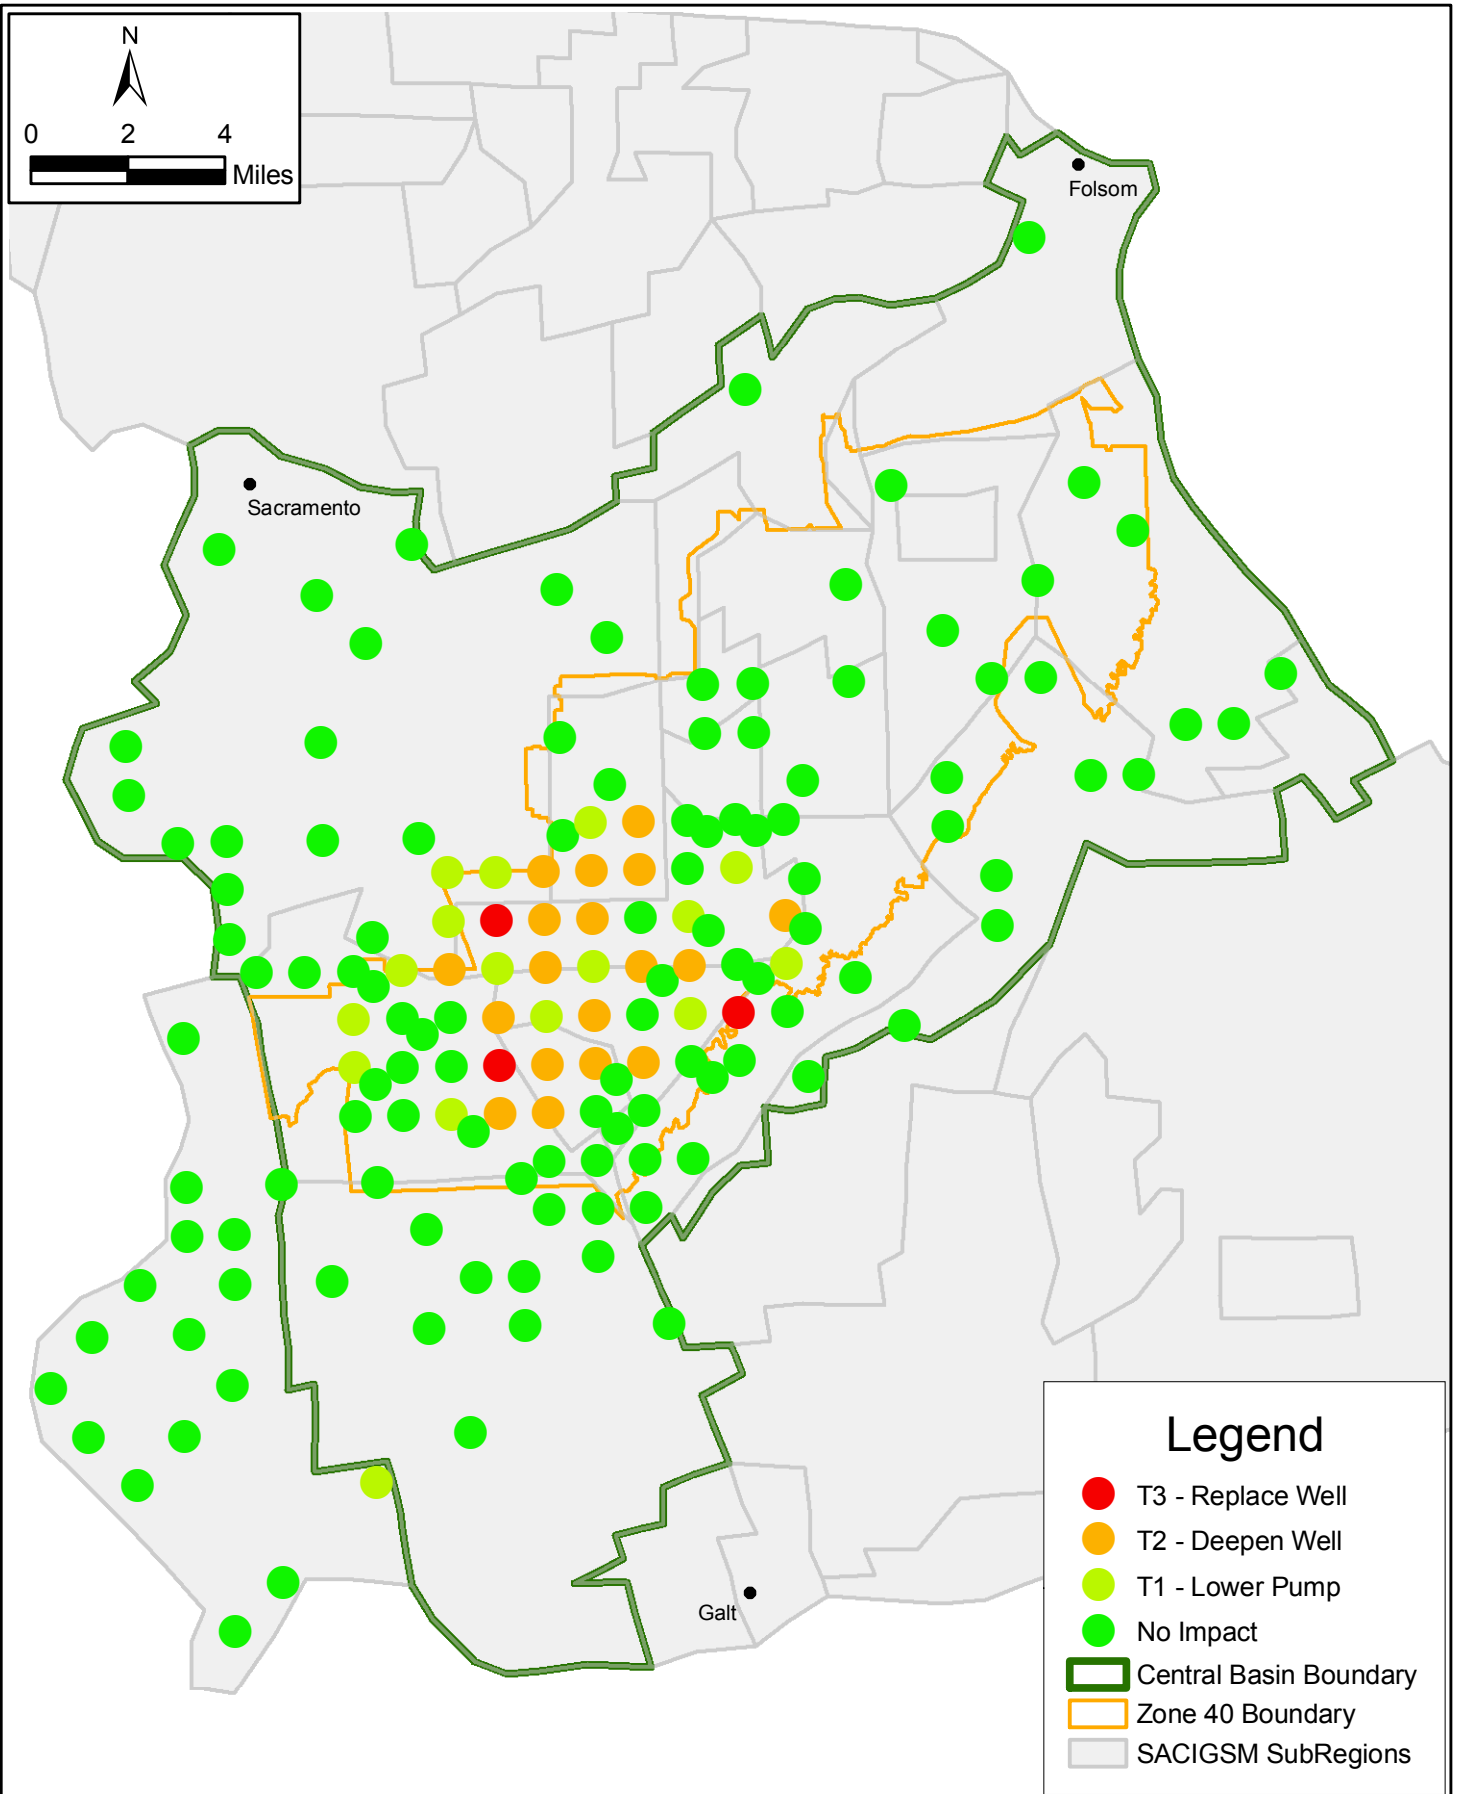 N
0 2 4
Miles
Folsom
Sacramento
Galt
Legend
T3 - Replace Well
T2 - Deepen Well
T1 - Lower Pump
No Impact
Central Basin Boundary
Zone 40 Boundary
SACIGSM SubRegions